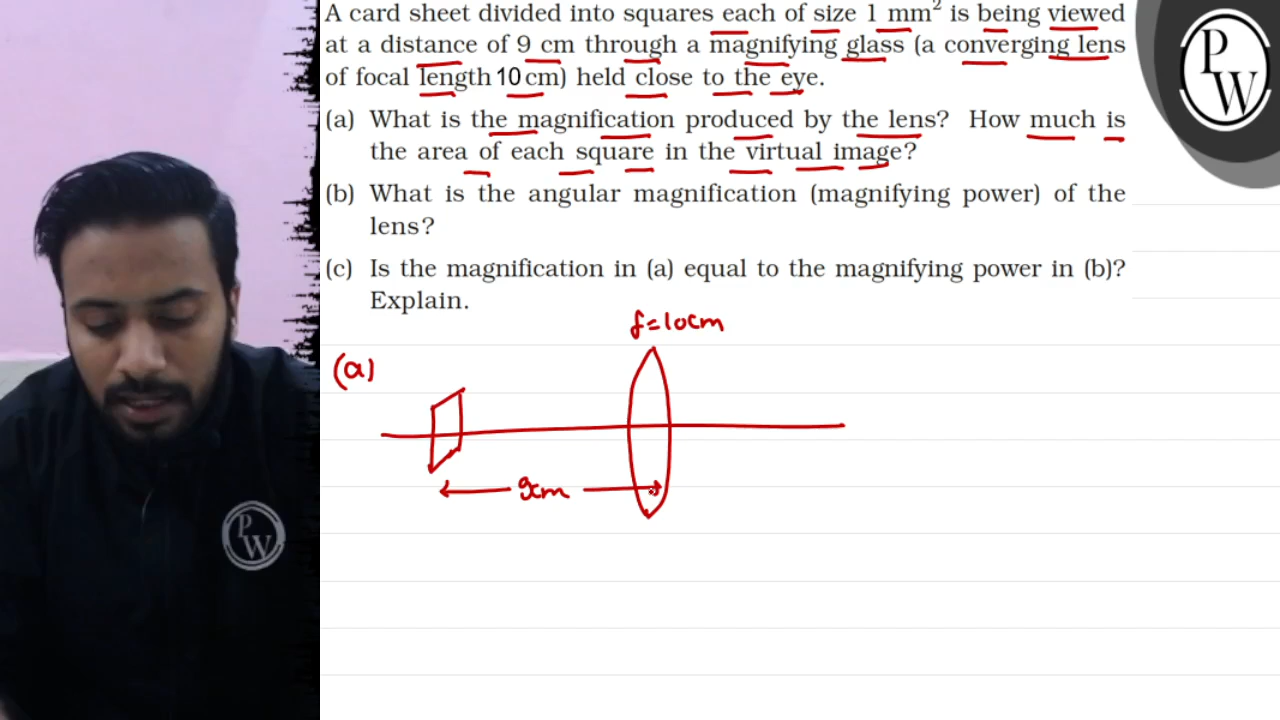 A card sheet divided into squares each of size 1 mm² is being viewed
at a distance of 9 cm through a magnifying glass (a converging lens
of focal length 10 cm) held close to the eye.
(a) What is the magnification produced by the lens? How much is
the area of each square in the virtual image?
(b) What is the angular magnification (magnifying power) of the
lens?
(c) Is the magnification in (a) equal to the magnifying power in (b)?
Explain.
f=10cm
(a)
9cm
P
W
P
W